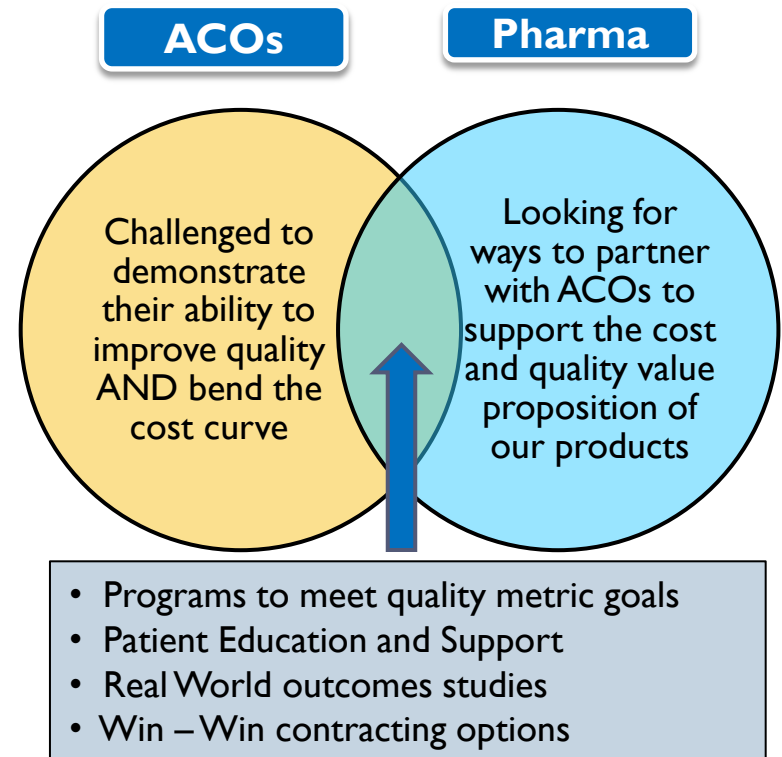 ACOs
Pharma
Challenged to
demonstrate
their ability to
improve quality
AND bend the
cost curve
Looking for
ways to partner
with ACOs to
support the cost
and quality value
proposition of
our products
• Programs to meet quality metric goals
• Patient Education and Support
• Real World outcomes studies
• Win – Win contracting options